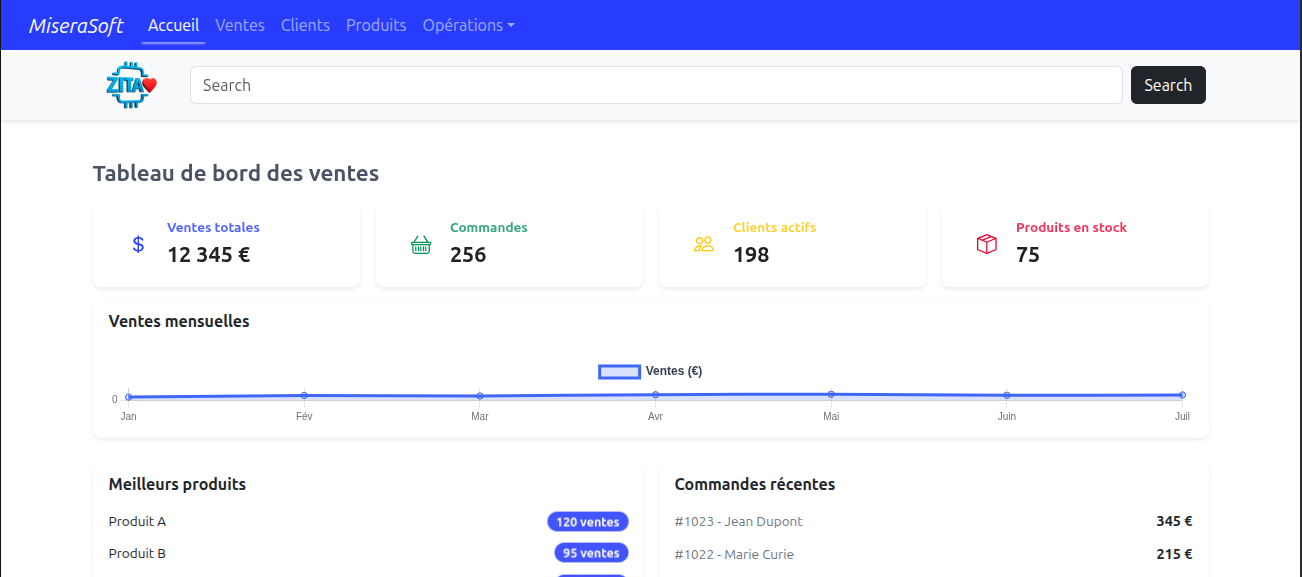 MiseraSoft Accueil Ventes Clients Produits Opérations
ZITA Search Search
Tableau de bord des ventes
Ventes totales
$ 12 345 €
Commandes
256
Clients actifs
198
Produits en stock
75
Ventes mensuelles
Ventes (€)
0
Jan Fév Mar Avr Mai Juin Juil
Meilleurs produits
Produit A 120 ventes
Produit B 95 ventes
Commandes récentes
#1023 - Jean Dupont 345 €
#1022 - Marie Curie 215 €